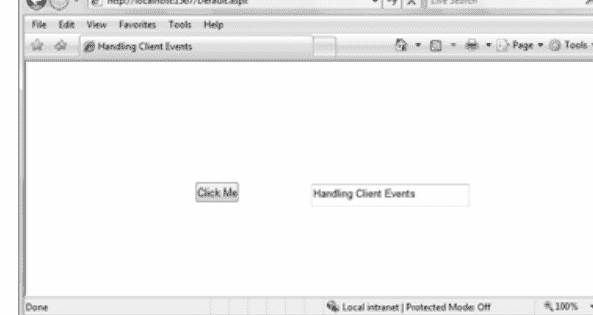 http://localhost:1567/Default.aspx Live Search
File Edit View Favorites Tools Help
Handling Client Events Page Tools
Click Me Handling Client Events
Done Local intranet | Protected Mode: Off 100%